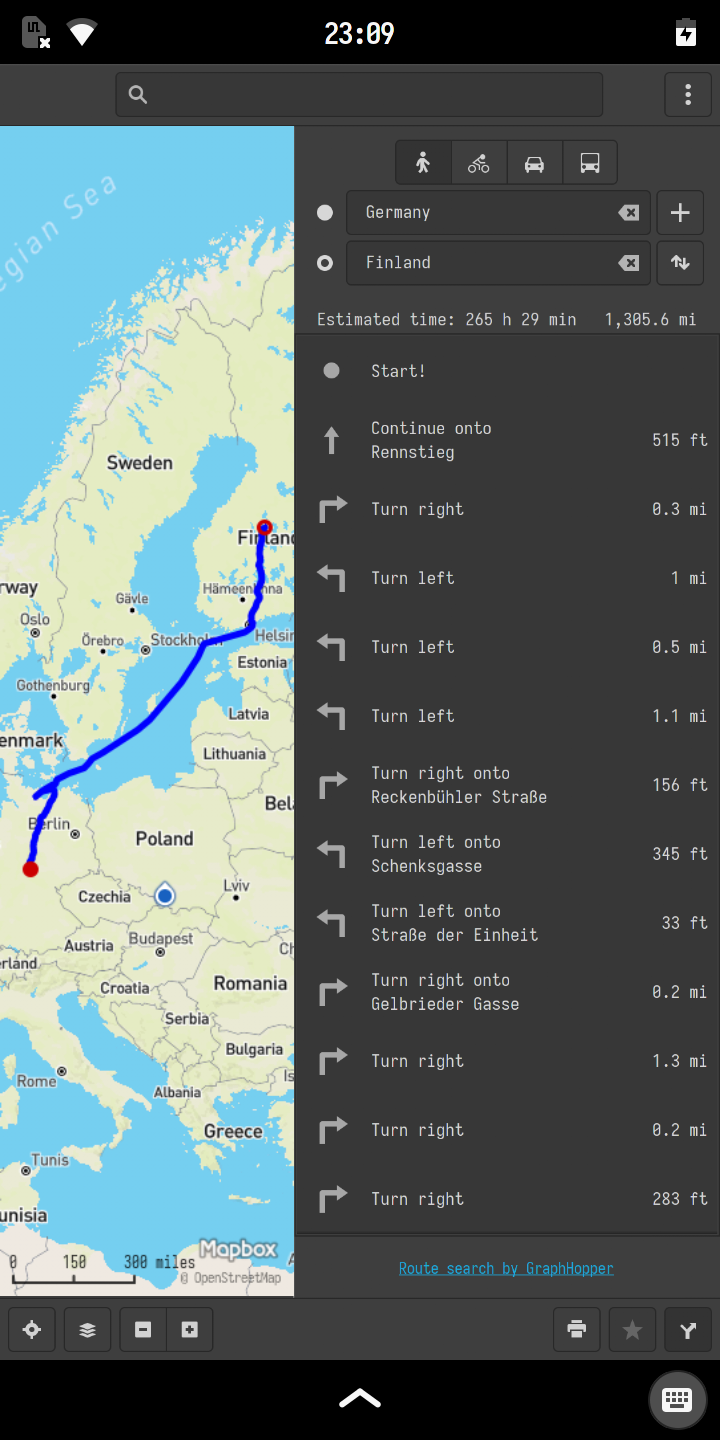 23:09
Germany
Finland
Estimated time: 265 h 29 min 1,305.6 mi
Start!
Continue onto
Rennstieg
515 ft
Turn right 0.3 mi
Turn left 1 mi
Turn left 0.5 mi
Turn left 1.1 mi
Turn right onto
Reckenbühler Straße
156 ft
Turn left onto
Schenksgasse
345 ft
Turn left onto
Straße der Einheit
33 ft
Turn right onto
Gelbrieder Gasse
0.2 mi
Turn right 1.3 mi
Turn right 0.2 mi
Turn right 283 ft
Route search by GraphHopper
egian Sea
Sweden
Finland
rway
Gävle
Hämeenlinna
Oslo
Örebro
Stockholm
Helsin
Estonia
Gothenburg
Latvia
enmark
Lithuania
Bela
Berlin
Poland
Czechia
Lviv
Austria
Budapest
Ch
erland
Croatia
Romania
Serbia
Bulgaria
Rome
Is
Albania
Greece
Tunis
unisia
Mapbox
A
0 150 300 miles
© OpenStreetMap